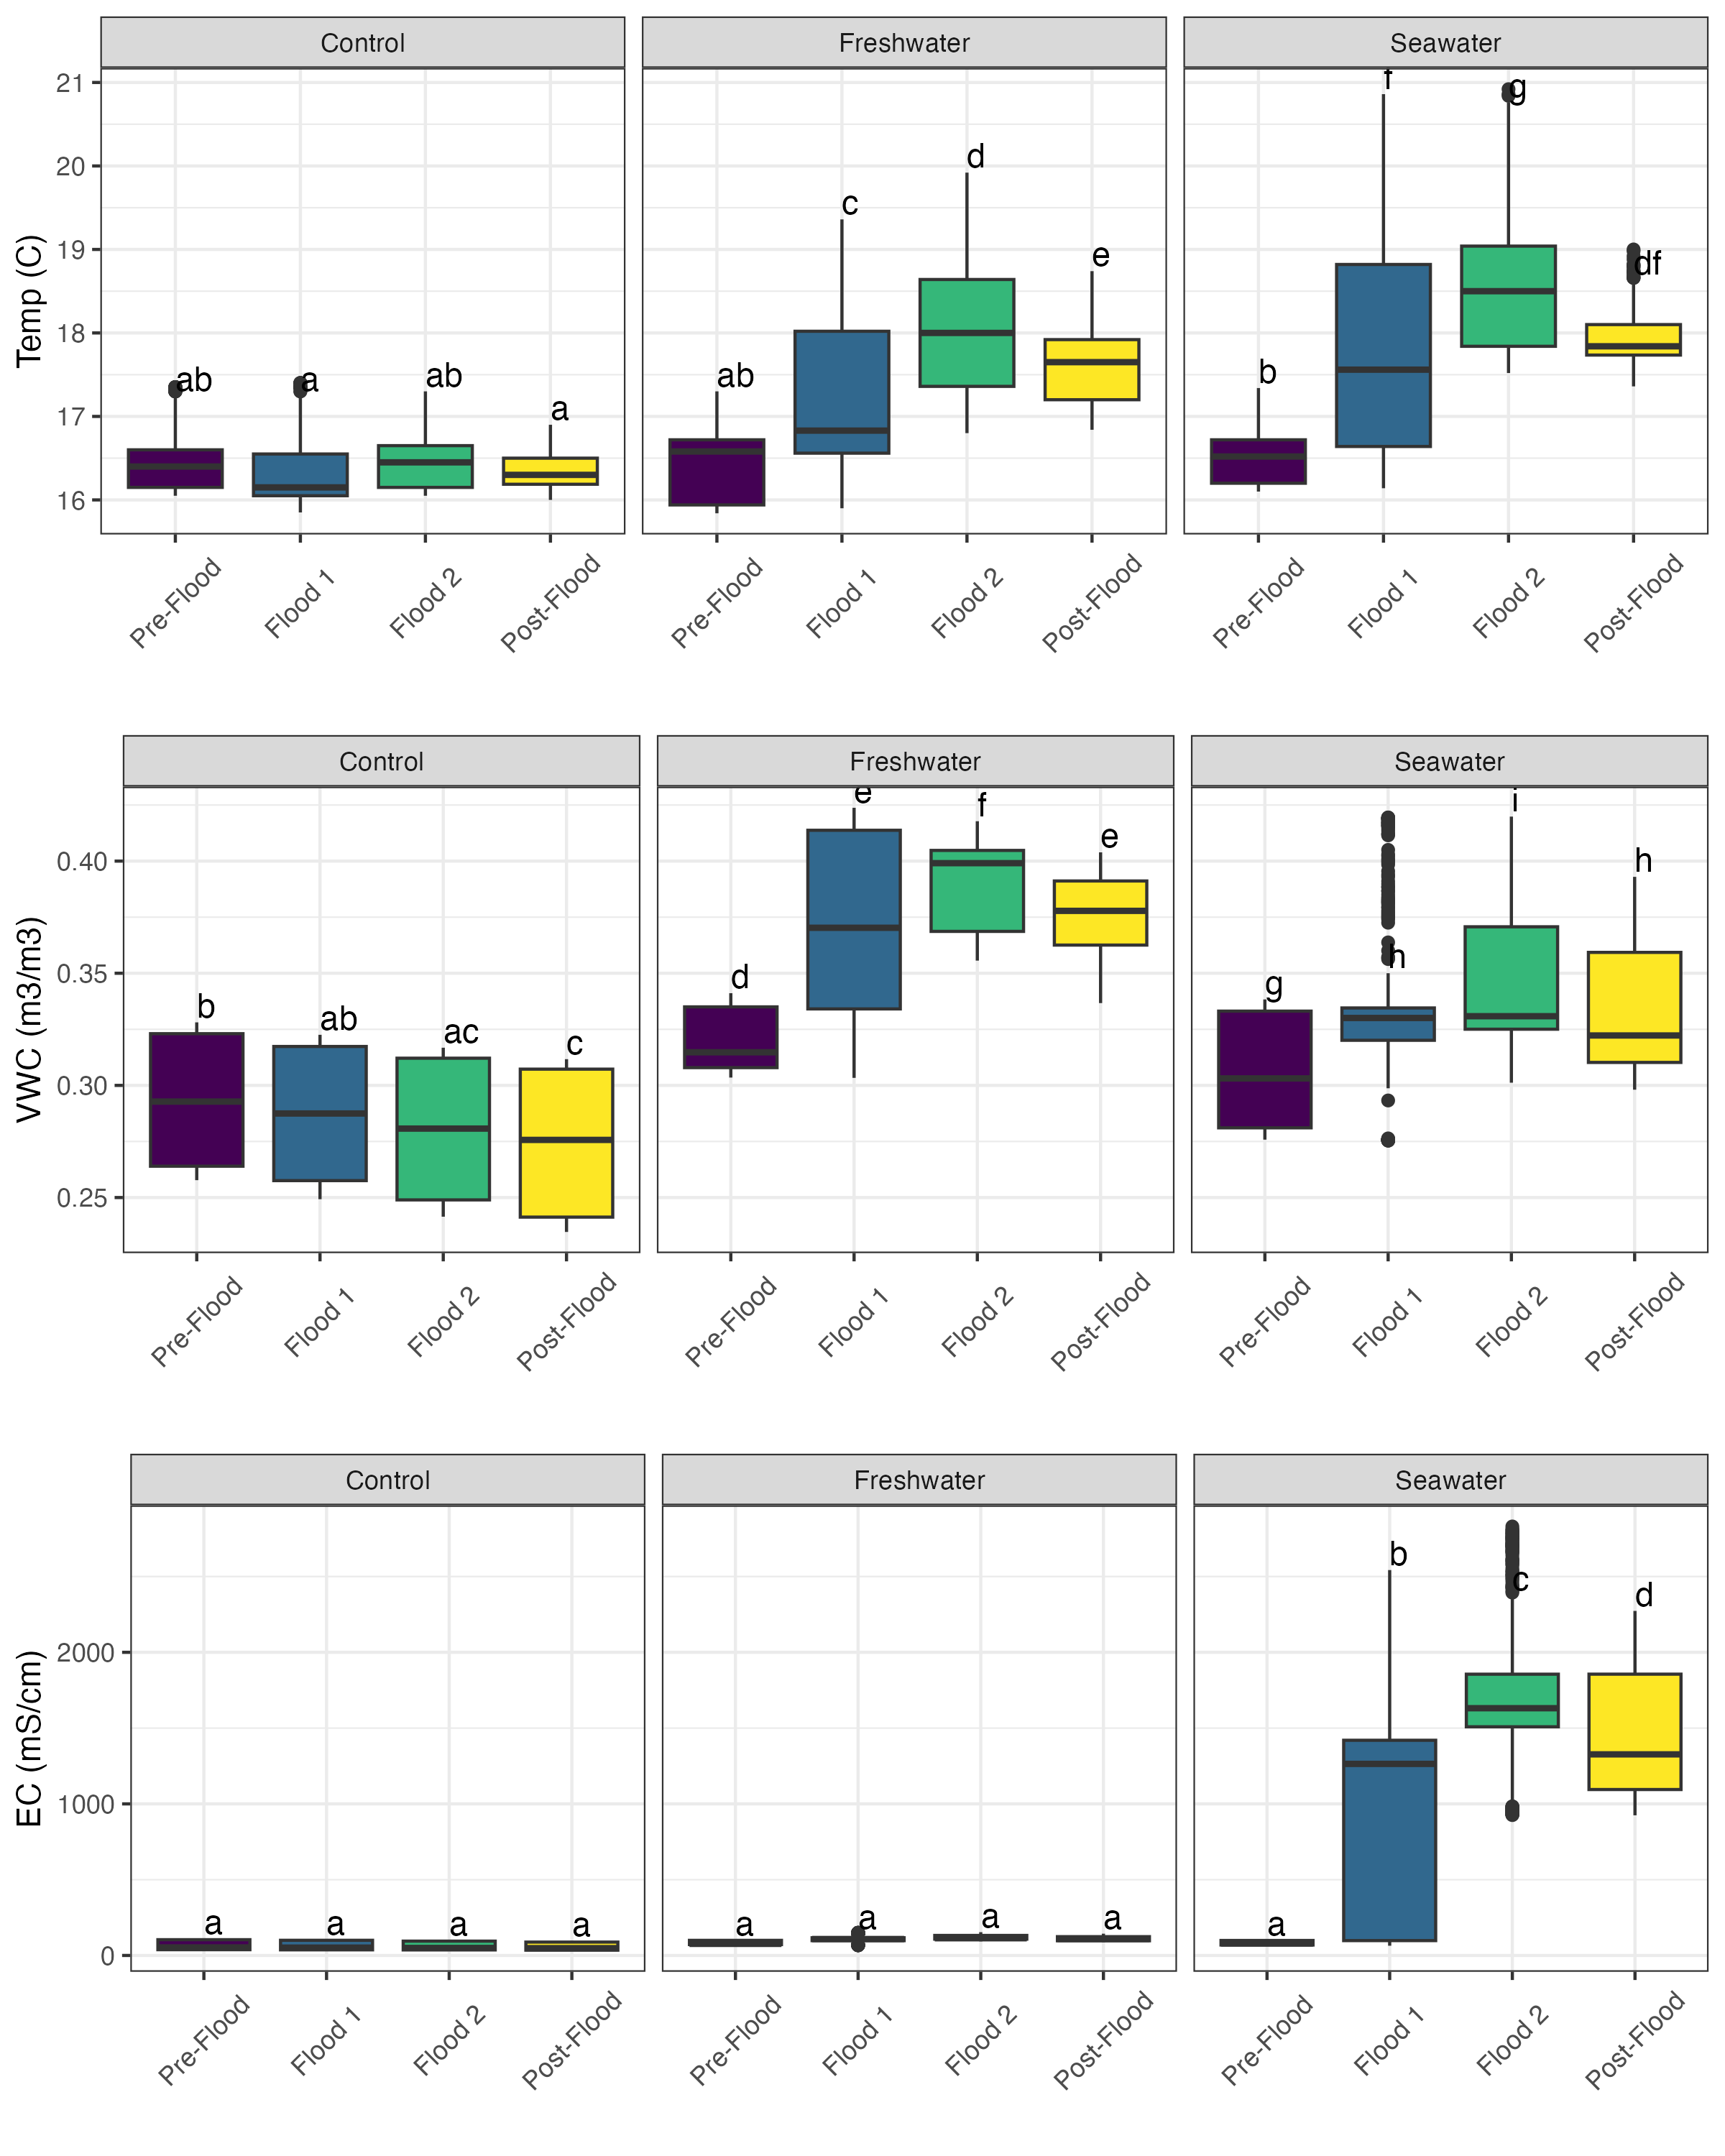 Control Freshwater Seawater
Temp (C)
21
20
19
18
17
16
ab a ab a
ab c d e
b f g df
Pre-Flood Flood 1 Flood 2 Post-Flood
Pre-Flood Flood 1 Flood 2 Post-Flood
Pre-Flood Flood 1 Flood 2 Post-Flood
Control Freshwater Seawater
VWC (m3/m3)
0.40
0.35
0.30
0.25
b ab ac c
d e f e
g h i h
Pre-Flood Flood 1 Flood 2 Post-Flood
Pre-Flood Flood 1 Flood 2 Post-Flood
Pre-Flood Flood 1 Flood 2 Post-Flood
Control Freshwater Seawater
EC (mS/cm)
2000
1000
0
a a a a
a a a a
a b c d
Pre-Flood Flood 1 Flood 2 Post-Flood
Pre-Flood Flood 1 Flood 2 Post-Flood
Pre-Flood Flood 1 Flood 2 Post-Flood